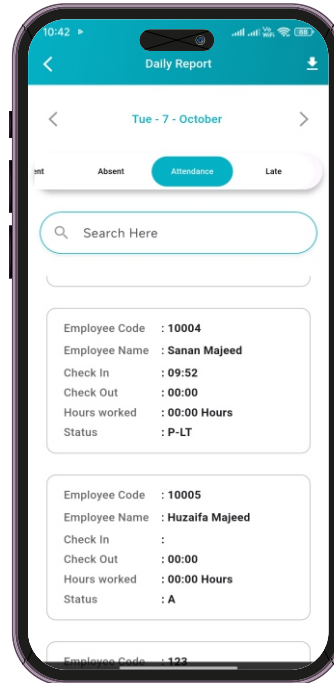 10:42
Daily Report
Tue - 7 - October
ent Absent Attendance Late
Search Here
Employee Code : 10004
Employee Name : Sanan Majeed
Check In : 09:52
Check Out : 00:00
Hours worked : 00:00 Hours
Status : P-LT
Employee Code : 10005
Employee Name : Huzaifa Majeed
Check In :
Check Out : 00:00
Hours worked : 00:00 Hours
Status : A
Employee Code : 123